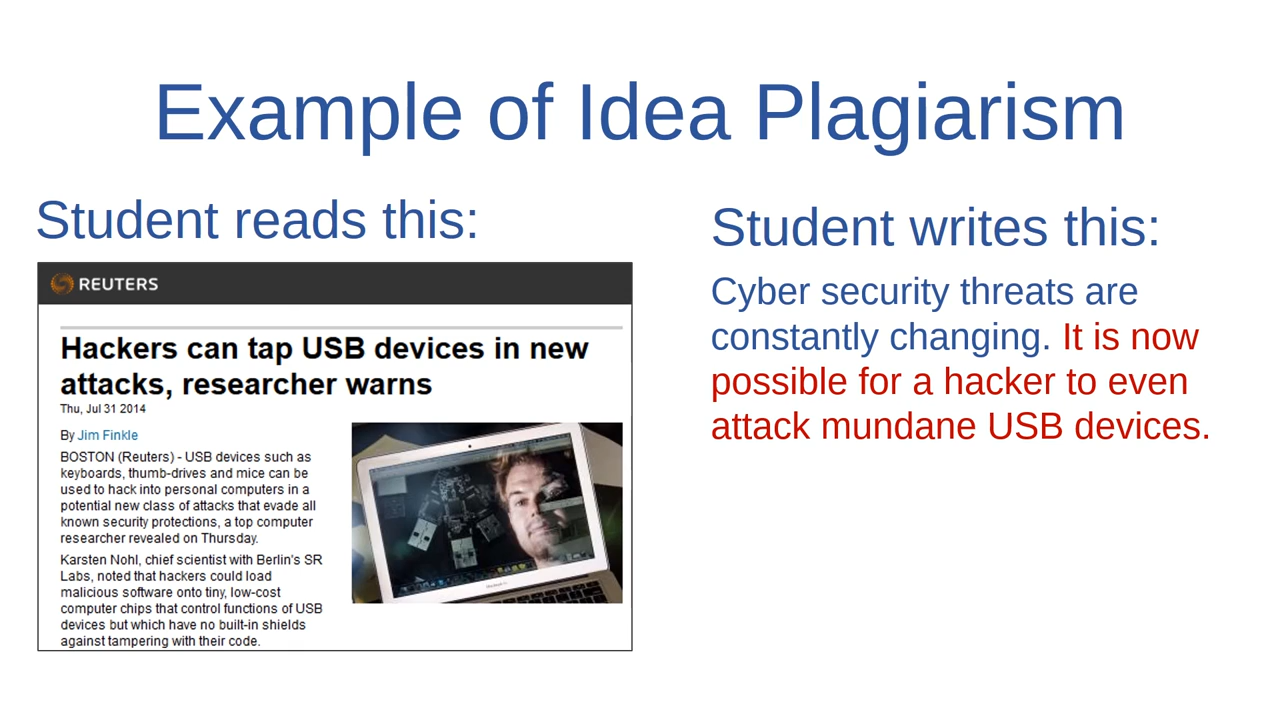 Example of Idea Plagiarism
Student reads this:
REUTERS
Hackers can tap USB devices in new
attacks, researcher warns
Thu, Jul 31 2014
By Jim Finkle
BOSTON (Reuters) - USB devices such as
keyboards, thumb-drives and mice can be
used to hack into personal computers in a
potential new class of attacks that evade all
known security protections, a top computer
researcher revealed on Thursday.
Karsten Nohl, chief scientist with Berlin's SR
Labs, noted that hackers could load
malicious software onto tiny, low-cost
computer chips that control functions of USB
devices but which have no built-in shields
against tampering with their code.
Student writes this:
Cyber security threats are
constantly changing. It is now
possible for a hacker to even
attack mundane USB devices.